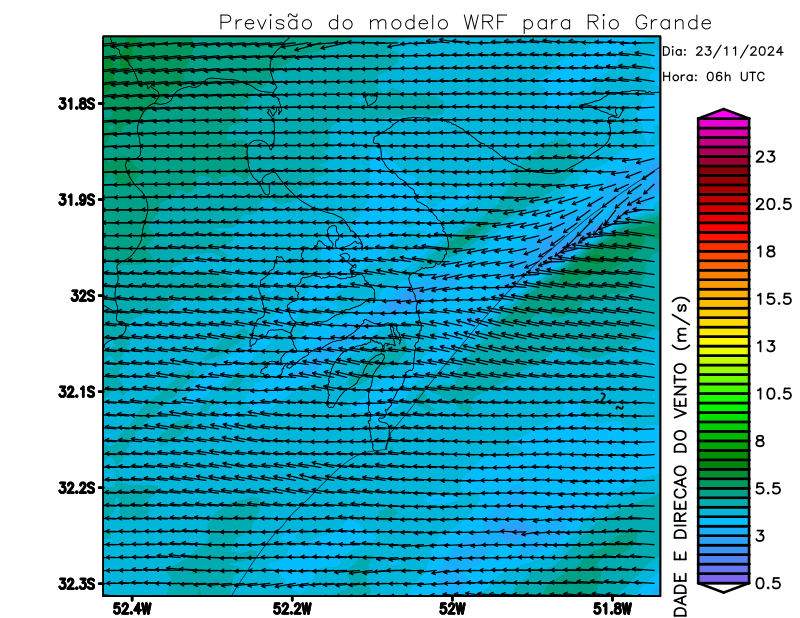 Previsão do modelo WRF para Rio Grande
Dia: 23/11/2024
Hora: 06h UTC
31.8S
31.9S
32S
32.1S
32.2S
32.3S
52.4W
52.2W
52W
51.8W
23
20.5
18
15.5
13
10.5
8
5.5
3
0.5
DADE E DIRECAO DO VENTO (m/s)